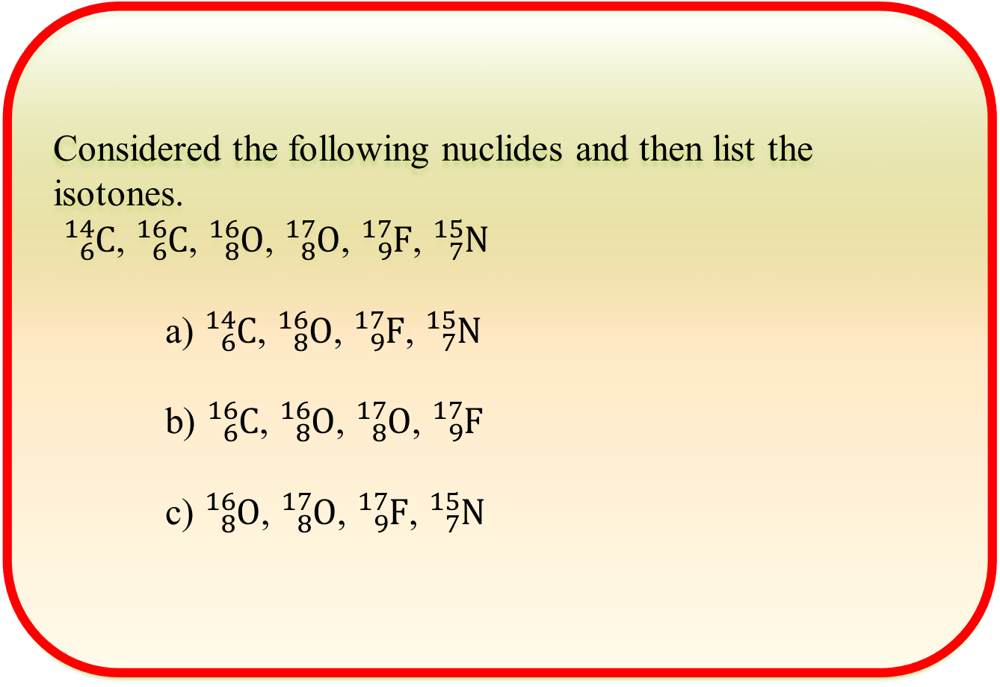 Considered the following nuclides and then list the
isotones.
¹⁴₆C, ¹⁶₆C, ¹⁶₈O, ¹⁷₈O, ¹⁷₉F, ¹⁵₇N
a) ¹⁴₆C, ¹⁶₈O, ¹⁷₉F, ¹⁵₇N
b) ¹⁶₆C, ¹⁶₈O, ¹⁷₈O, ¹⁷₉F
c) ¹⁶₈O, ¹⁷₈O, ¹⁷₉F, ¹⁵₇N